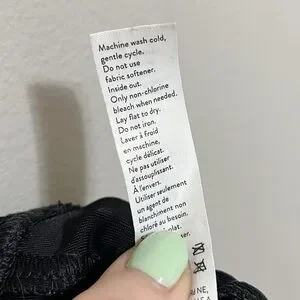 Machine wash cold,
gentle cycle.
Do not use
fabric softener.
Inside out.
Only non-chlorine
bleach when needed.
Lay flat to dry.
Do not iron.
Laver à froid
en machine,
cycle délicat.
Ne pas utiliser
d'assouplissant.
À l'envers.
Utiliser seulement
un agent de
blanchiment non
chloré au besoin.
plat.